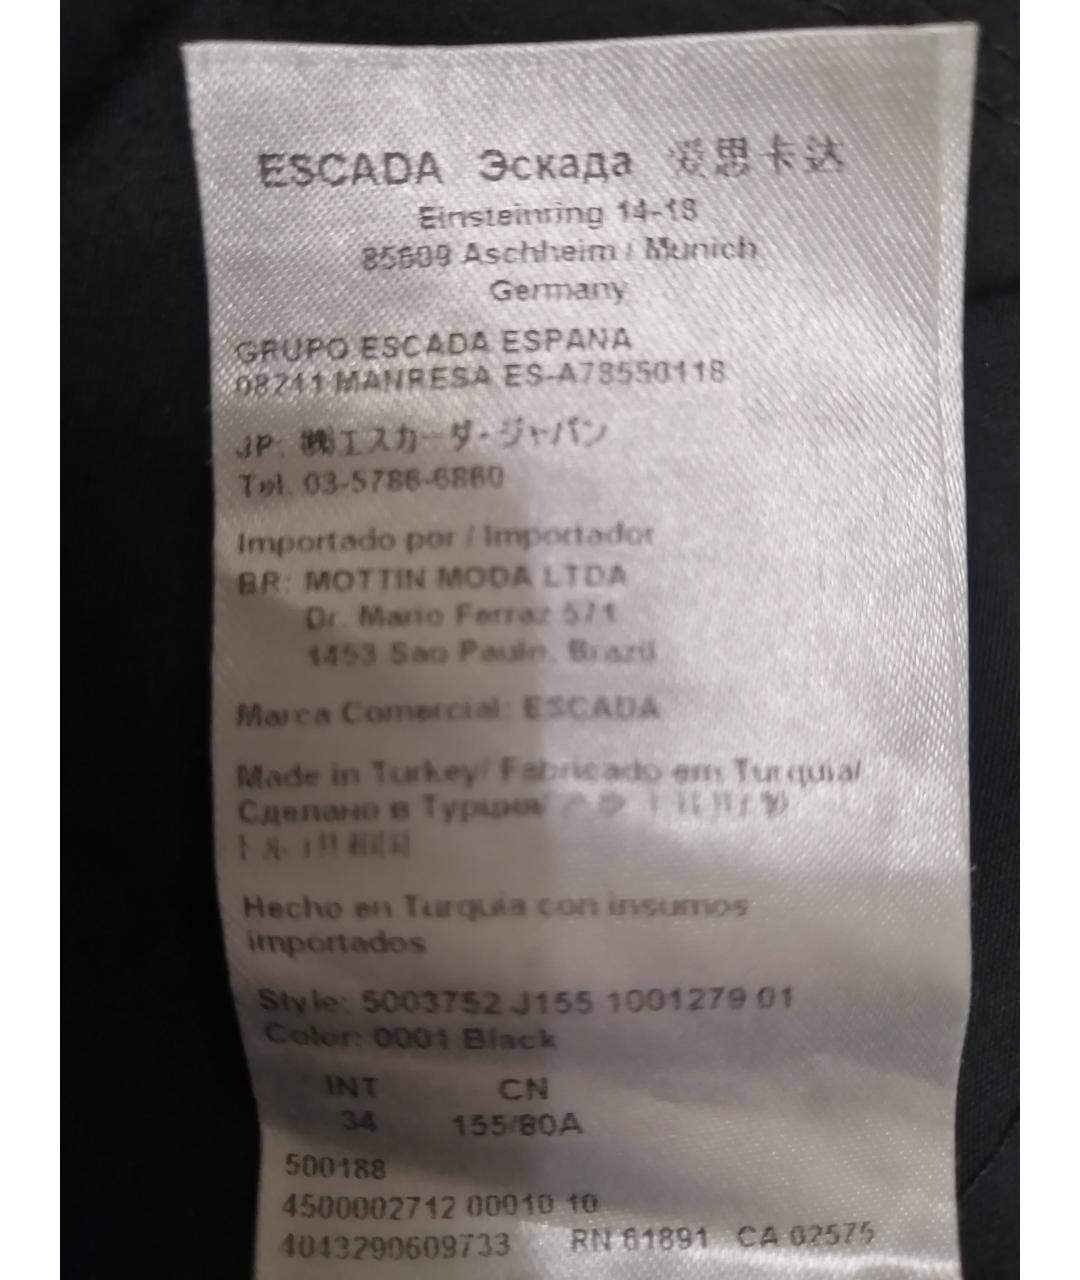 ESCADA Эскада 爱思卡达
Einsteinring 14-18
85609 Aschheim / Munich
Germany
GRUPO ESCADA ESPANA
08241 MANRESA ES-A78550118
JP: ㈱エスカーダ・ジャパン
Tel. 03-5786-6860
Importado por / Importador
BR: MOTTIN MODA LTDA
Dr. Mario Ferraz 571
1453 Sao Paulo, Brazil
Marca Comercial: ESCADA
Made in Turkey/ Fabricado em Turquia/
Сделано в Турции/
Hecho en Turquia con insumos
importados
Style: 5003752 J155 1001279 01
Color: 0001 Black
INT CN
34 155/80A
500188
4500002712 00010 10
4043290609733 RN 61891 CA 02575